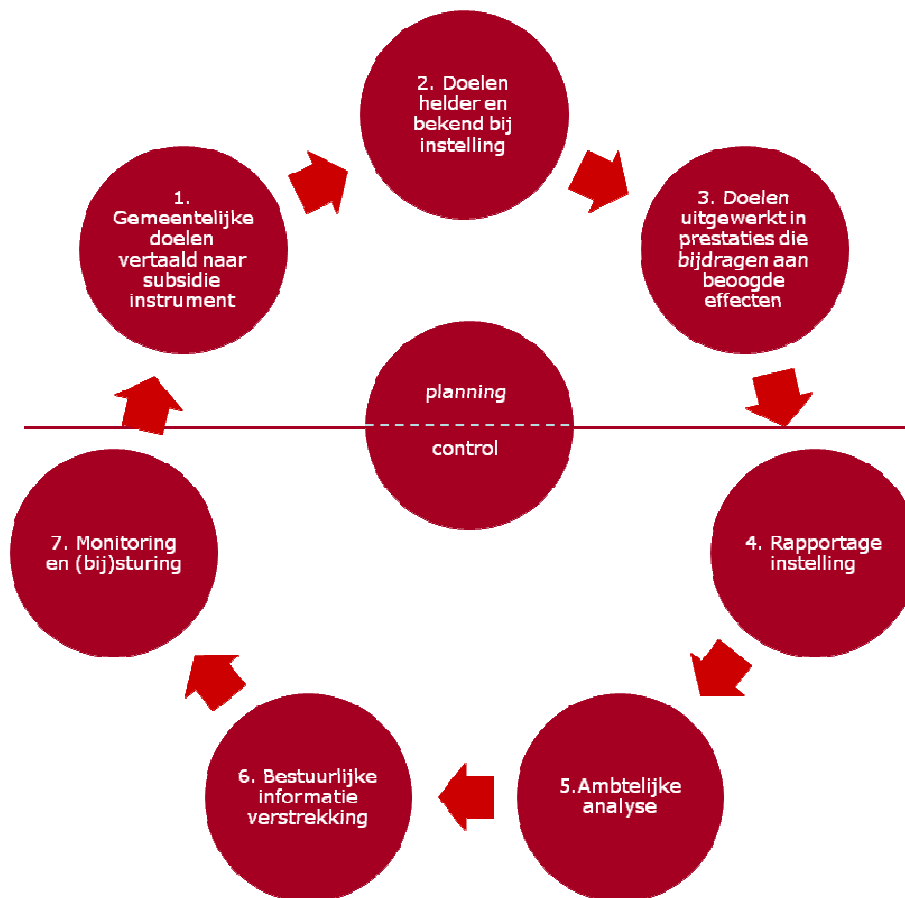 1.
Gemeentelijke
doelen
vertaald naar
subsidie
instrument
2. Doelen
helder en
bekend bij
instelling
3. Doelen
uitgewerkt in
prestaties die
bijdragen aan
beoogde
effecten
planning
control
4. Rapportage
instelling
5.Ambtelijke
analyse
6. Bestuurlijke
informatie
verstrekking
7. Monitoring
en (bij)sturing